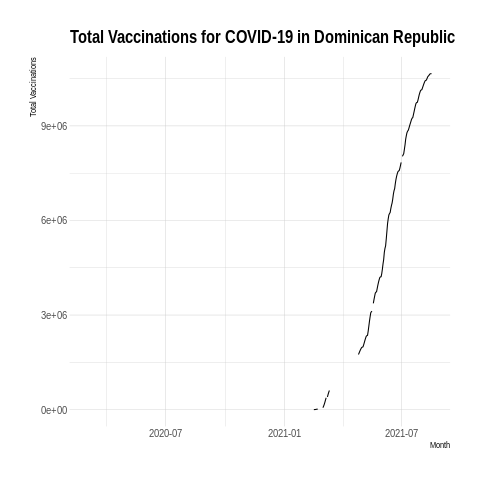 Total Vaccinations for COVID-19 in Dominican Republic
Total Vaccinations
9e+06
6e+06
3e+06
0e+00
2020-07 2021-01 2021-07
Month